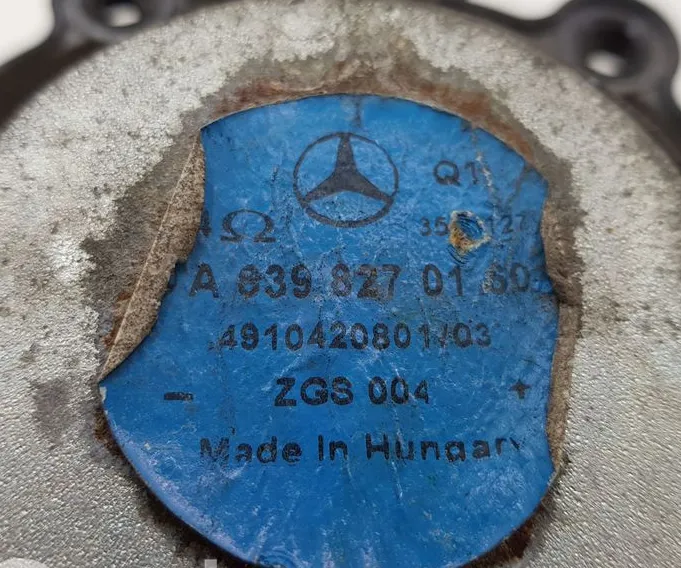 Q1
4Ω
A 639 827 01 60
4910420801/03
- ZGS 004 +
Made In Hungary